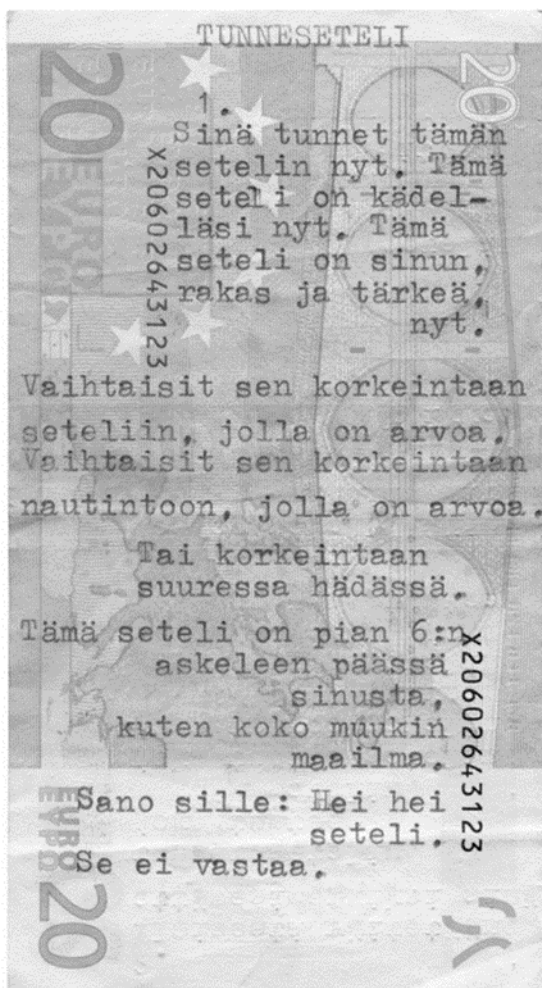 TUNNESETELI
20
20
EURO
ΕΥΡΩ
1.
Sinä tunnet tämän
setelin nyt. Tämä
seteli on kädel-
läsi nyt. Tämä
seteli on sinun,
rakas ja tärkeä,
nyt.
X20602643123
Vaihtaisit sen korkeintaan
seteliin, jolla on arvoa.
Vaihtaisit sen korkeintaan
nautintoon, jolla on arvoa.
Tai korkeintaan
suuressa hädässä.
Tämä seteli on pian 6:n
askeleen päässä
sinusta,
kuten koko muukin
maailma.
X20602643123
Sano sille: Hei hei
seteli.
Se ei vastaa.
EURO
ΕΥΡΩ
20